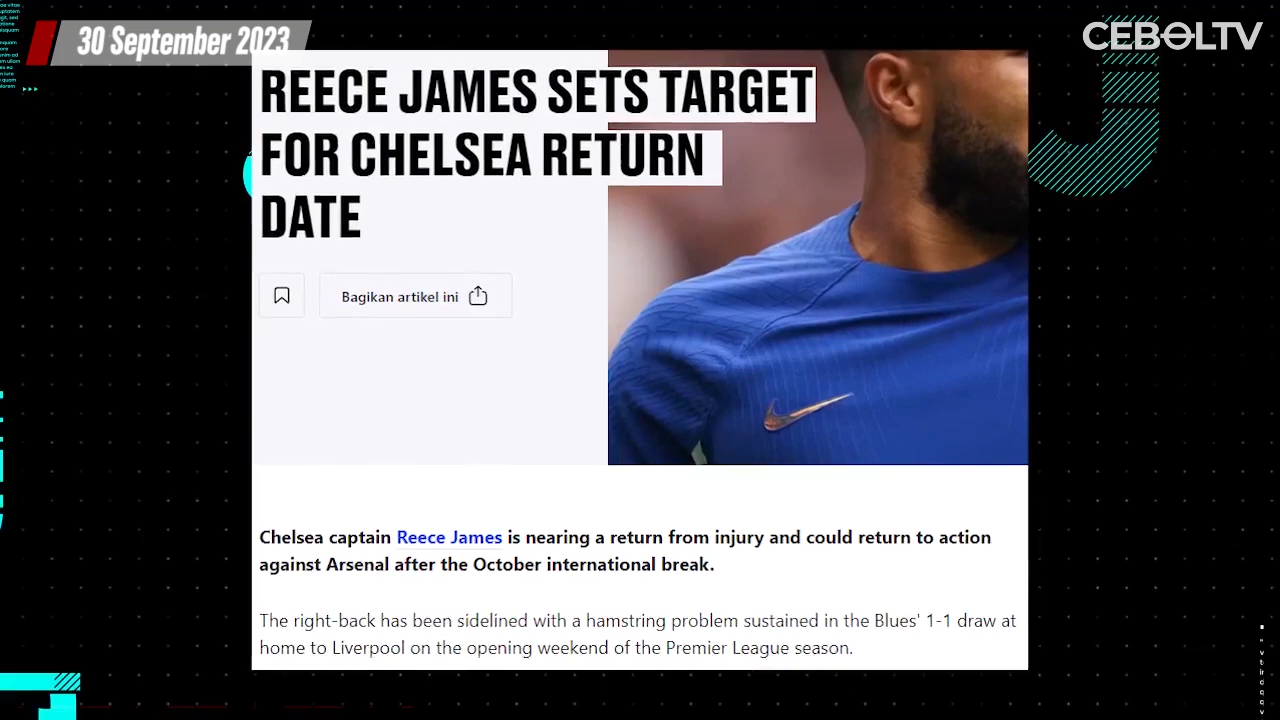 30 September 2023
CEBOLTV
REECE JAMES SETS TARGET
FOR CHELSEA RETURN
DATE
Bagikan artikel ini
Chelsea captain Reece James is nearing a return from injury and could return to action
against Arsenal after the October international break.
The right-back has been sidelined with a hamstring problem sustained in the Blues' 1-1 draw at
home to Liverpool on the opening weekend of the Premier League season.